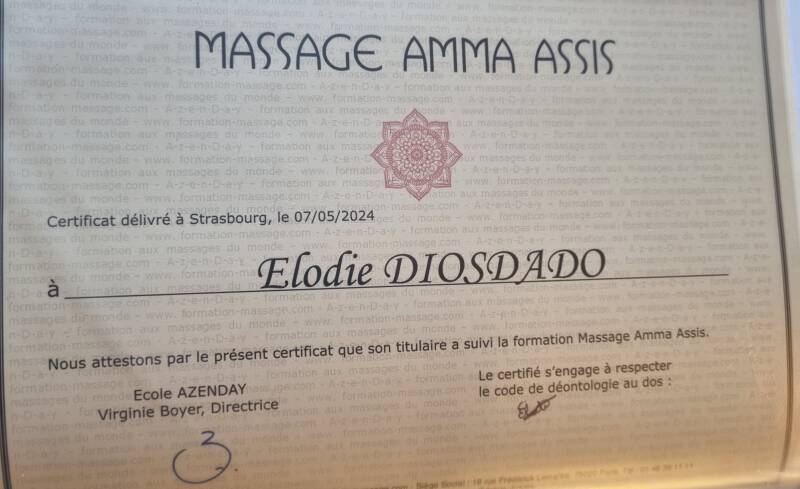 MASSAGE AMMA ASSIS
Certificat délivré à Strasbourg, le 07/05/2024
à Elodie DIOSDADO
Nous attestons par le présent certificat que son titulaire a suivi la formation Massage Amma Assis.
Ecole AZENDAY
Virginie Boyer, Directrice
Le certifié s'engage à respecter
le code de déontologie au dos :